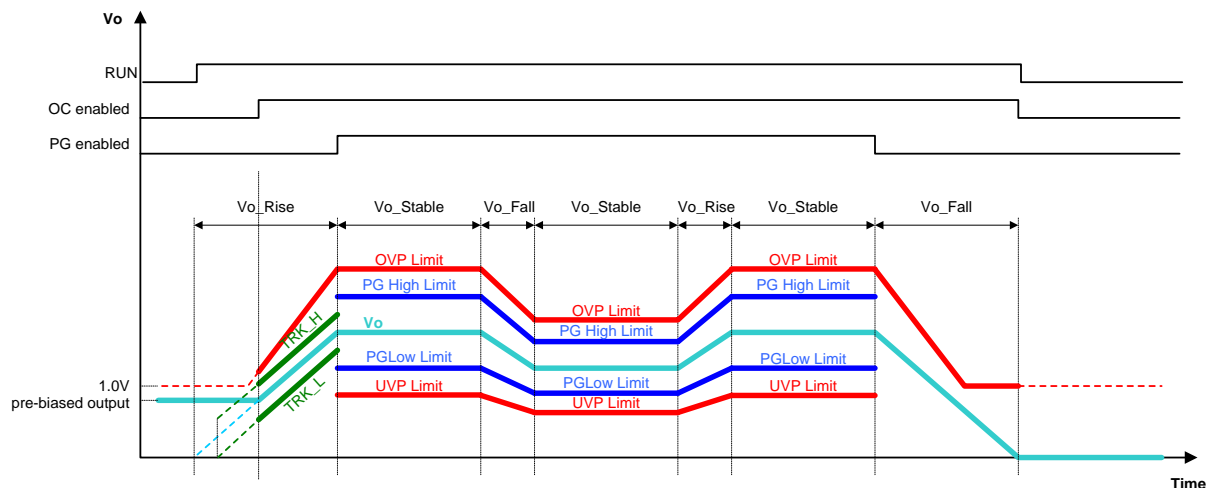 Vo
RUN
OC enabled
PG enabled
Vo_Rise
Vo_Stable
Vo_Fall
Vo_Stable
Vo_Rise
Vo_Stable
Vo_Fall
OVP Limit
OVP Limit
PG High Limit
PG High Limit
OVP Limit
TRK_H
Vo
PG High Limit
PGLow Limit
PGLow Limit
1.0V
UVP Limit
PGLow Limit
UVP Limit
TRK_L
pre-biased output
UVP Limit
Time